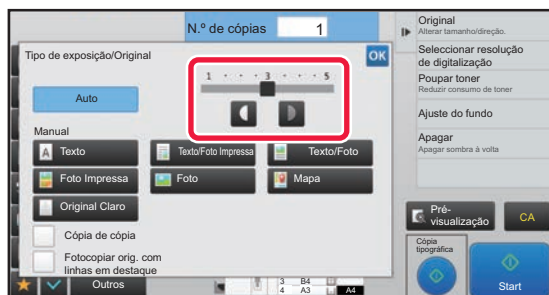 N.º de cópias 1
Tipo de exposição/Original
OK
1 3 5
Auto
Manual
A Texto
Texto/Foto Impressa
Texto/Foto
Foto Impressa
Foto
Mapa
Original Claro
Cópia de cópia
Fotocopiar orig. com
linhas em destaque
Outros
3 B4
4 A3
A4
Original
Alterar tamanho/direção.
Seleccionar resolução
de digitalização
Poupar toner
Reduzir consumo de toner
Ajuste do fundo
Apagar
Apagar sombra à volta
Pré-
visualização
CA
Cópia
tipográfica
Start